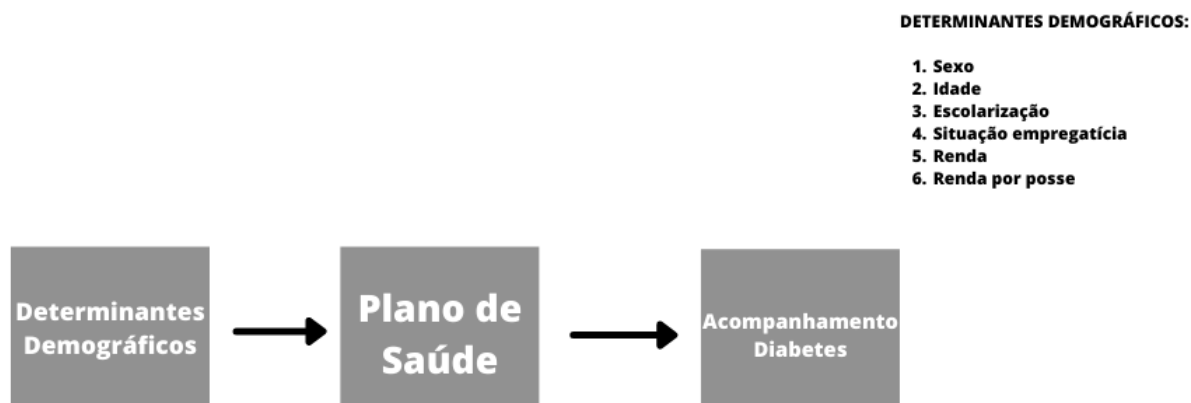 DETERMINANTES DEMOGRÁFICOS:
1. Sexo
2. Idade
3. Escolarização
4. Situação empregatícia
5. Renda
6. Renda por posse
Determinantes
Demográficos
Plano de
Saúde
Acompanhamento
Diabetes